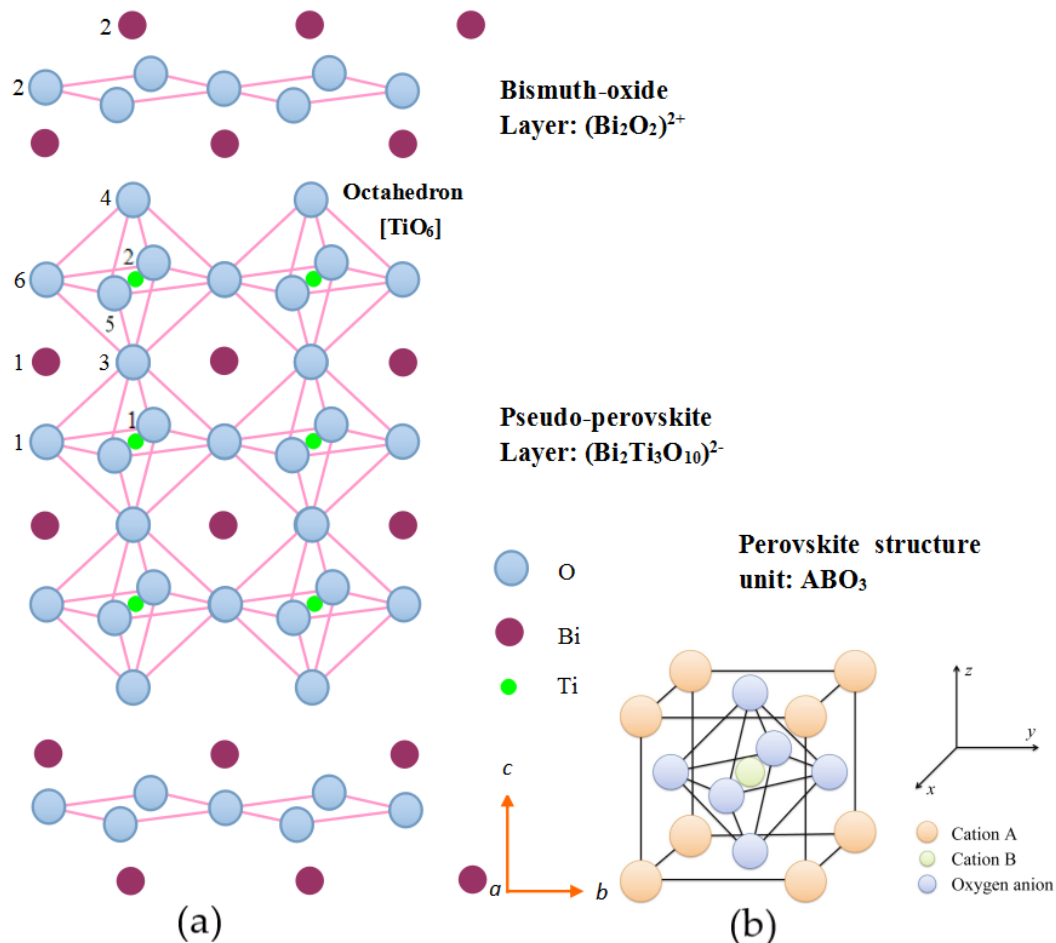 2
2
Bismuth-oxide
Layer: (Bi₂O₂)²⁺
4
Octahedron
[TiO₆]
2
6
5
1
3
1
1
Pseudo-perovskite
Layer: (Bi₂Ti₃O₁₀)²⁻
Perovskite structure
unit: ABO₃
O
Bi
Ti
z
y
x
c
a
b
Cation A
Cation B
Oxygen anion
(a)
(b)